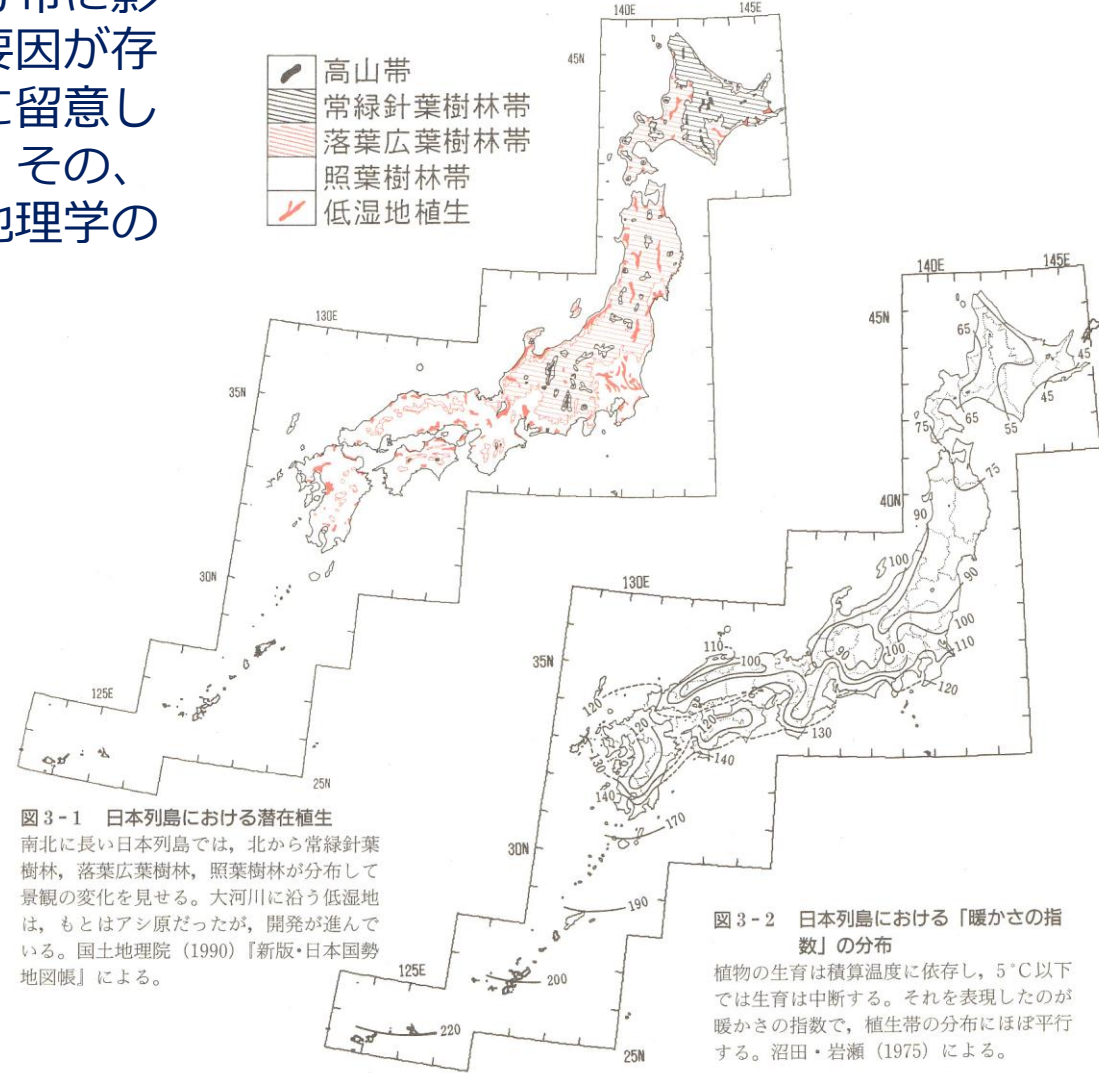 布に影
要因が存
に留意し
その、
地理学の
高山帯
常緑針葉樹林帯
落葉広葉樹林帯
照葉樹林帯
低湿地植生
140E
145E
45N
130E
35N
30N
125E
25N
図3-1 日本列島における潜在植生
南北に長い日本列島では，北から常緑針葉
樹林，落葉広葉樹林，照葉樹林が分布して
景観の変化を見せる。大河川に沿う低湿地
は，もとはアシ原だったが，開発が進んで
いる。国土地理院（1990）『新版・日本国勢
地図帳』による。
140E
145E
45N
65
45
45
65
55
75
75
40N
90
100
90
130E
100
110
100
110
35N
90
100
120
120
120
20
130
130
140
140
170
30N
190
125E
200
220
25N
図3-2 日本列島における「暖かさの指
数」の分布
植物の生育は積算温度に依存し，5℃以下
では生育は中断する。それを表現したのが
暖かさの指数で，植生帯の分布にほぼ平行
する。沼田・岩瀬（1975）による。